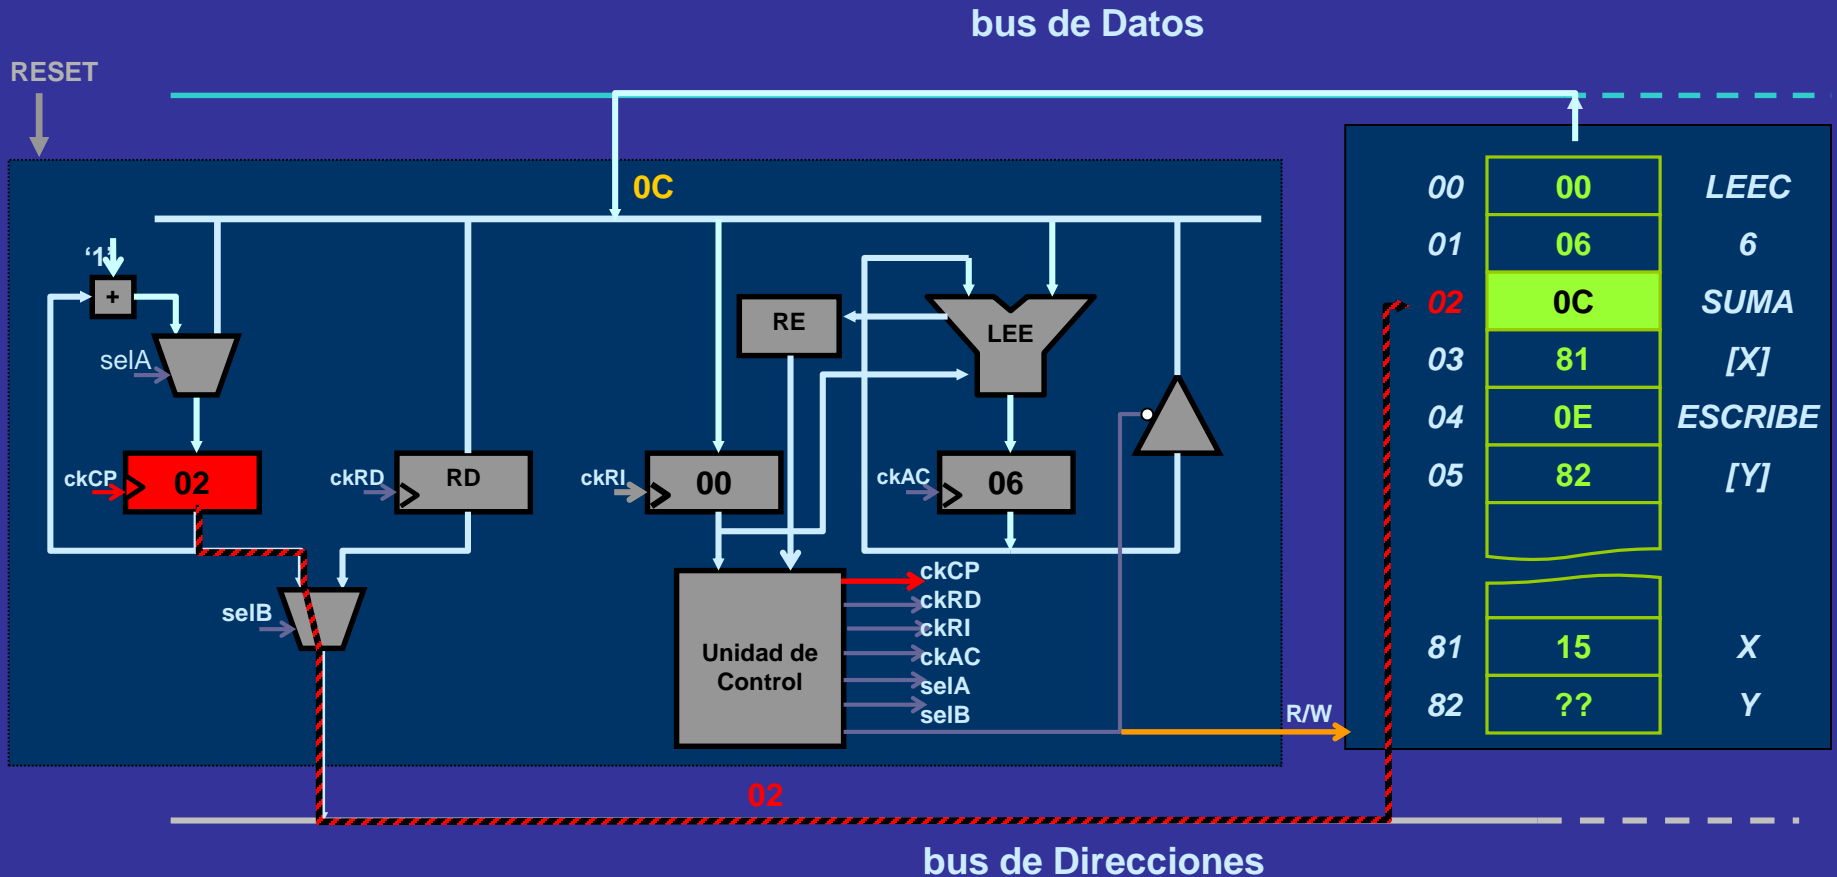 bus de Datos
RESET
0C
‘1’
+
selA
ckCP
02
ckRD
RD
RE
LEE
ckRI
00
ckAC
06
selB
Unidad de
Control
ckCP
ckRD
ckRI
ckAC
selA
selB
R/W
02
bus de Direcciones
00 00 LEEC
01 06 6
02 0C SUMA
03 81 [X]
04 0E ESCRIBE
05 82 [Y]
81 15 X
82 ?? Y